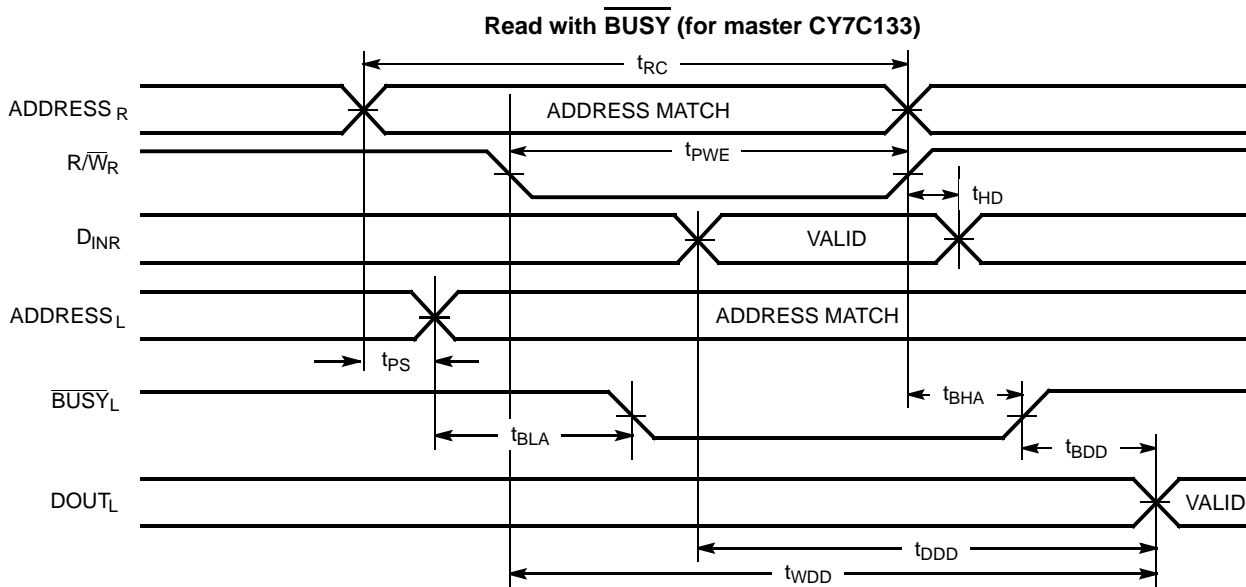 Read with BUSY (for master CY7C133)
tRC
ADDRESS R
ADDRESS MATCH
R/WR
tPWE
tHD
DINR
VALID
ADDRESSL
ADDRESS MATCH
tPS
BUSYL
tBHA
tBLA
tBDD
DOUTL
VALID
tDDD
tWDD